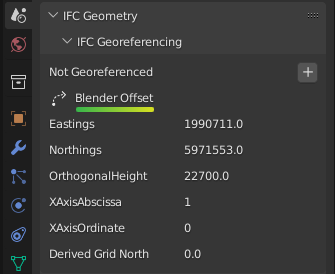 IFC Geometry
IFC Georeferencing
Not Georeferenced
Blender Offset
Eastings 1990711.0
Northings 5971553.0
OrthogonalHeight 22700.0
XAxisAbscissa 1
XAxisOrdinate 0
Derived Grid North 0.0